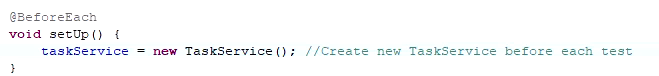 @BeforeEach
void setUp() {
    taskService = new TaskService(); //Create new TaskService before each test
}